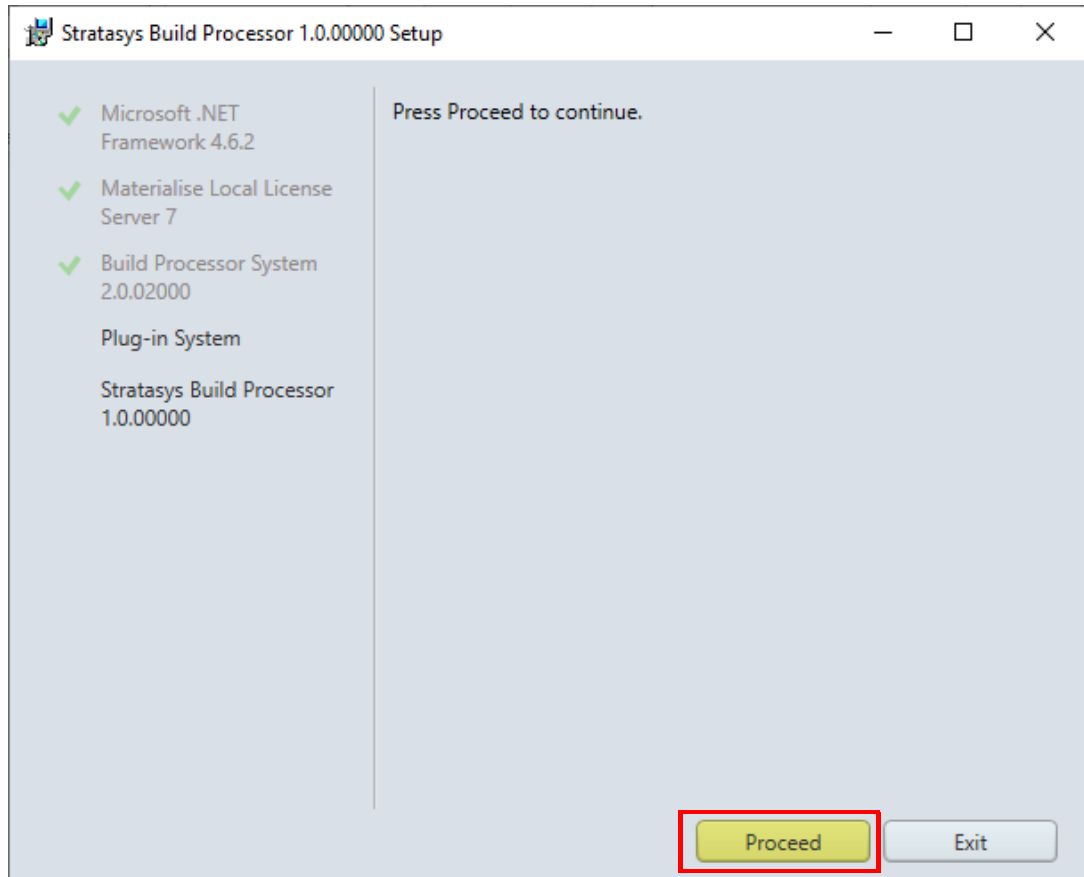 Stratasys Build Processor 1.0.00000 Setup
Microsoft .NET
Framework 4.6.2
Materialise Local License
Server 7
Build Processor System
2.0.02000
Plug-in System
Stratasys Build Processor
1.0.00000
Press Proceed to continue.
Proceed
Exit